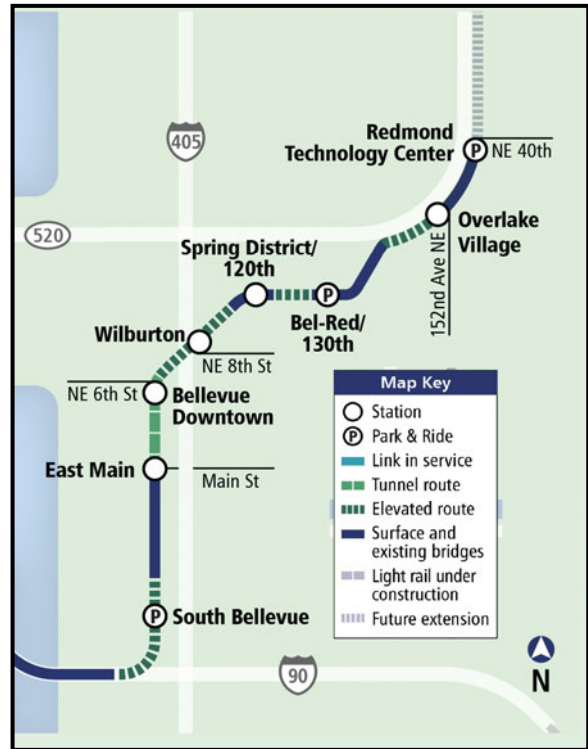 405
Redmond
Technology Center
P
NE 40th
520
Overlake
Village
152nd Ave NE
Spring District/
120th
P
Bel-Red/
130th
Wilburton
NE 8th St
NE 6th St
Bellevue
Downtown
East Main
Main St
P
South Bellevue
90
Map Key
Station
P Park & Ride
Link in service
Tunnel route
Elevated route
Surface and
existing bridges
Light rail under
construction
Future extension
N